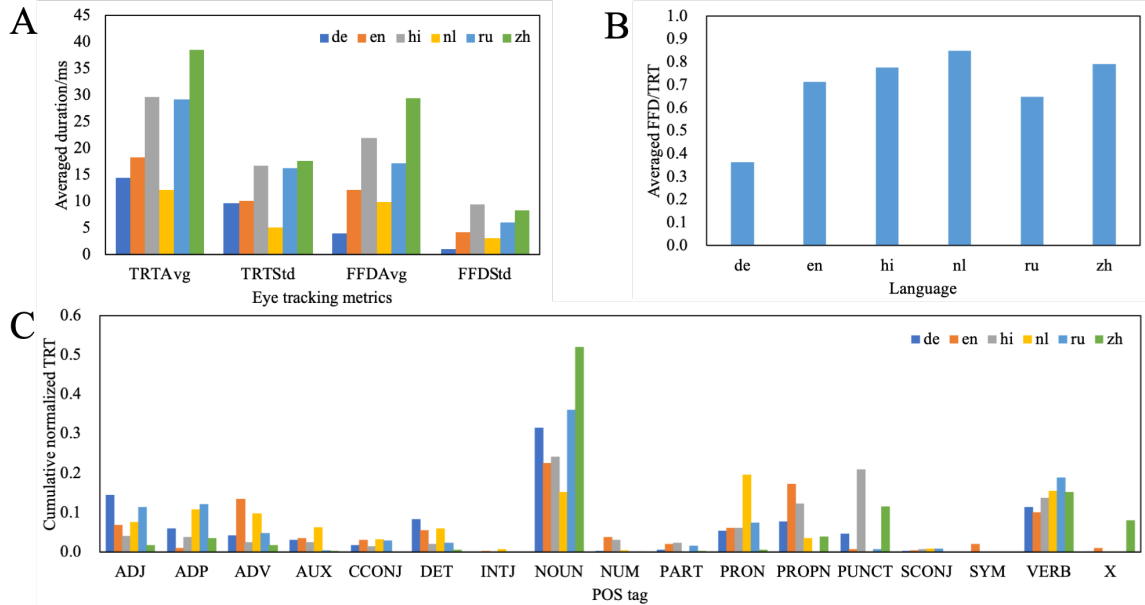 A
45
40
35
30
25
20
15
10
5
0
Averaged duration/ms
de en hi nl ru zh
TRTAvg TRTStd FFDAvg FFDStd
Eye tracking metrics
B
1.0
0.9
0.8
0.7
0.6
0.5
0.4
0.3
0.2
0.1
0.0
Averaged FFD/TRT
de en hi nl ru zh
Language
C
0.6
0.5
0.4
0.3
0.2
0.1
0.0
Cumulative normalized TRT
de en hi nl ru zh
ADJ ADP ADV AUX CCONJ DET INTJ NOUN NUM PART PRON PROPN PUNCT SCONJ SYM VERB X
POS tag